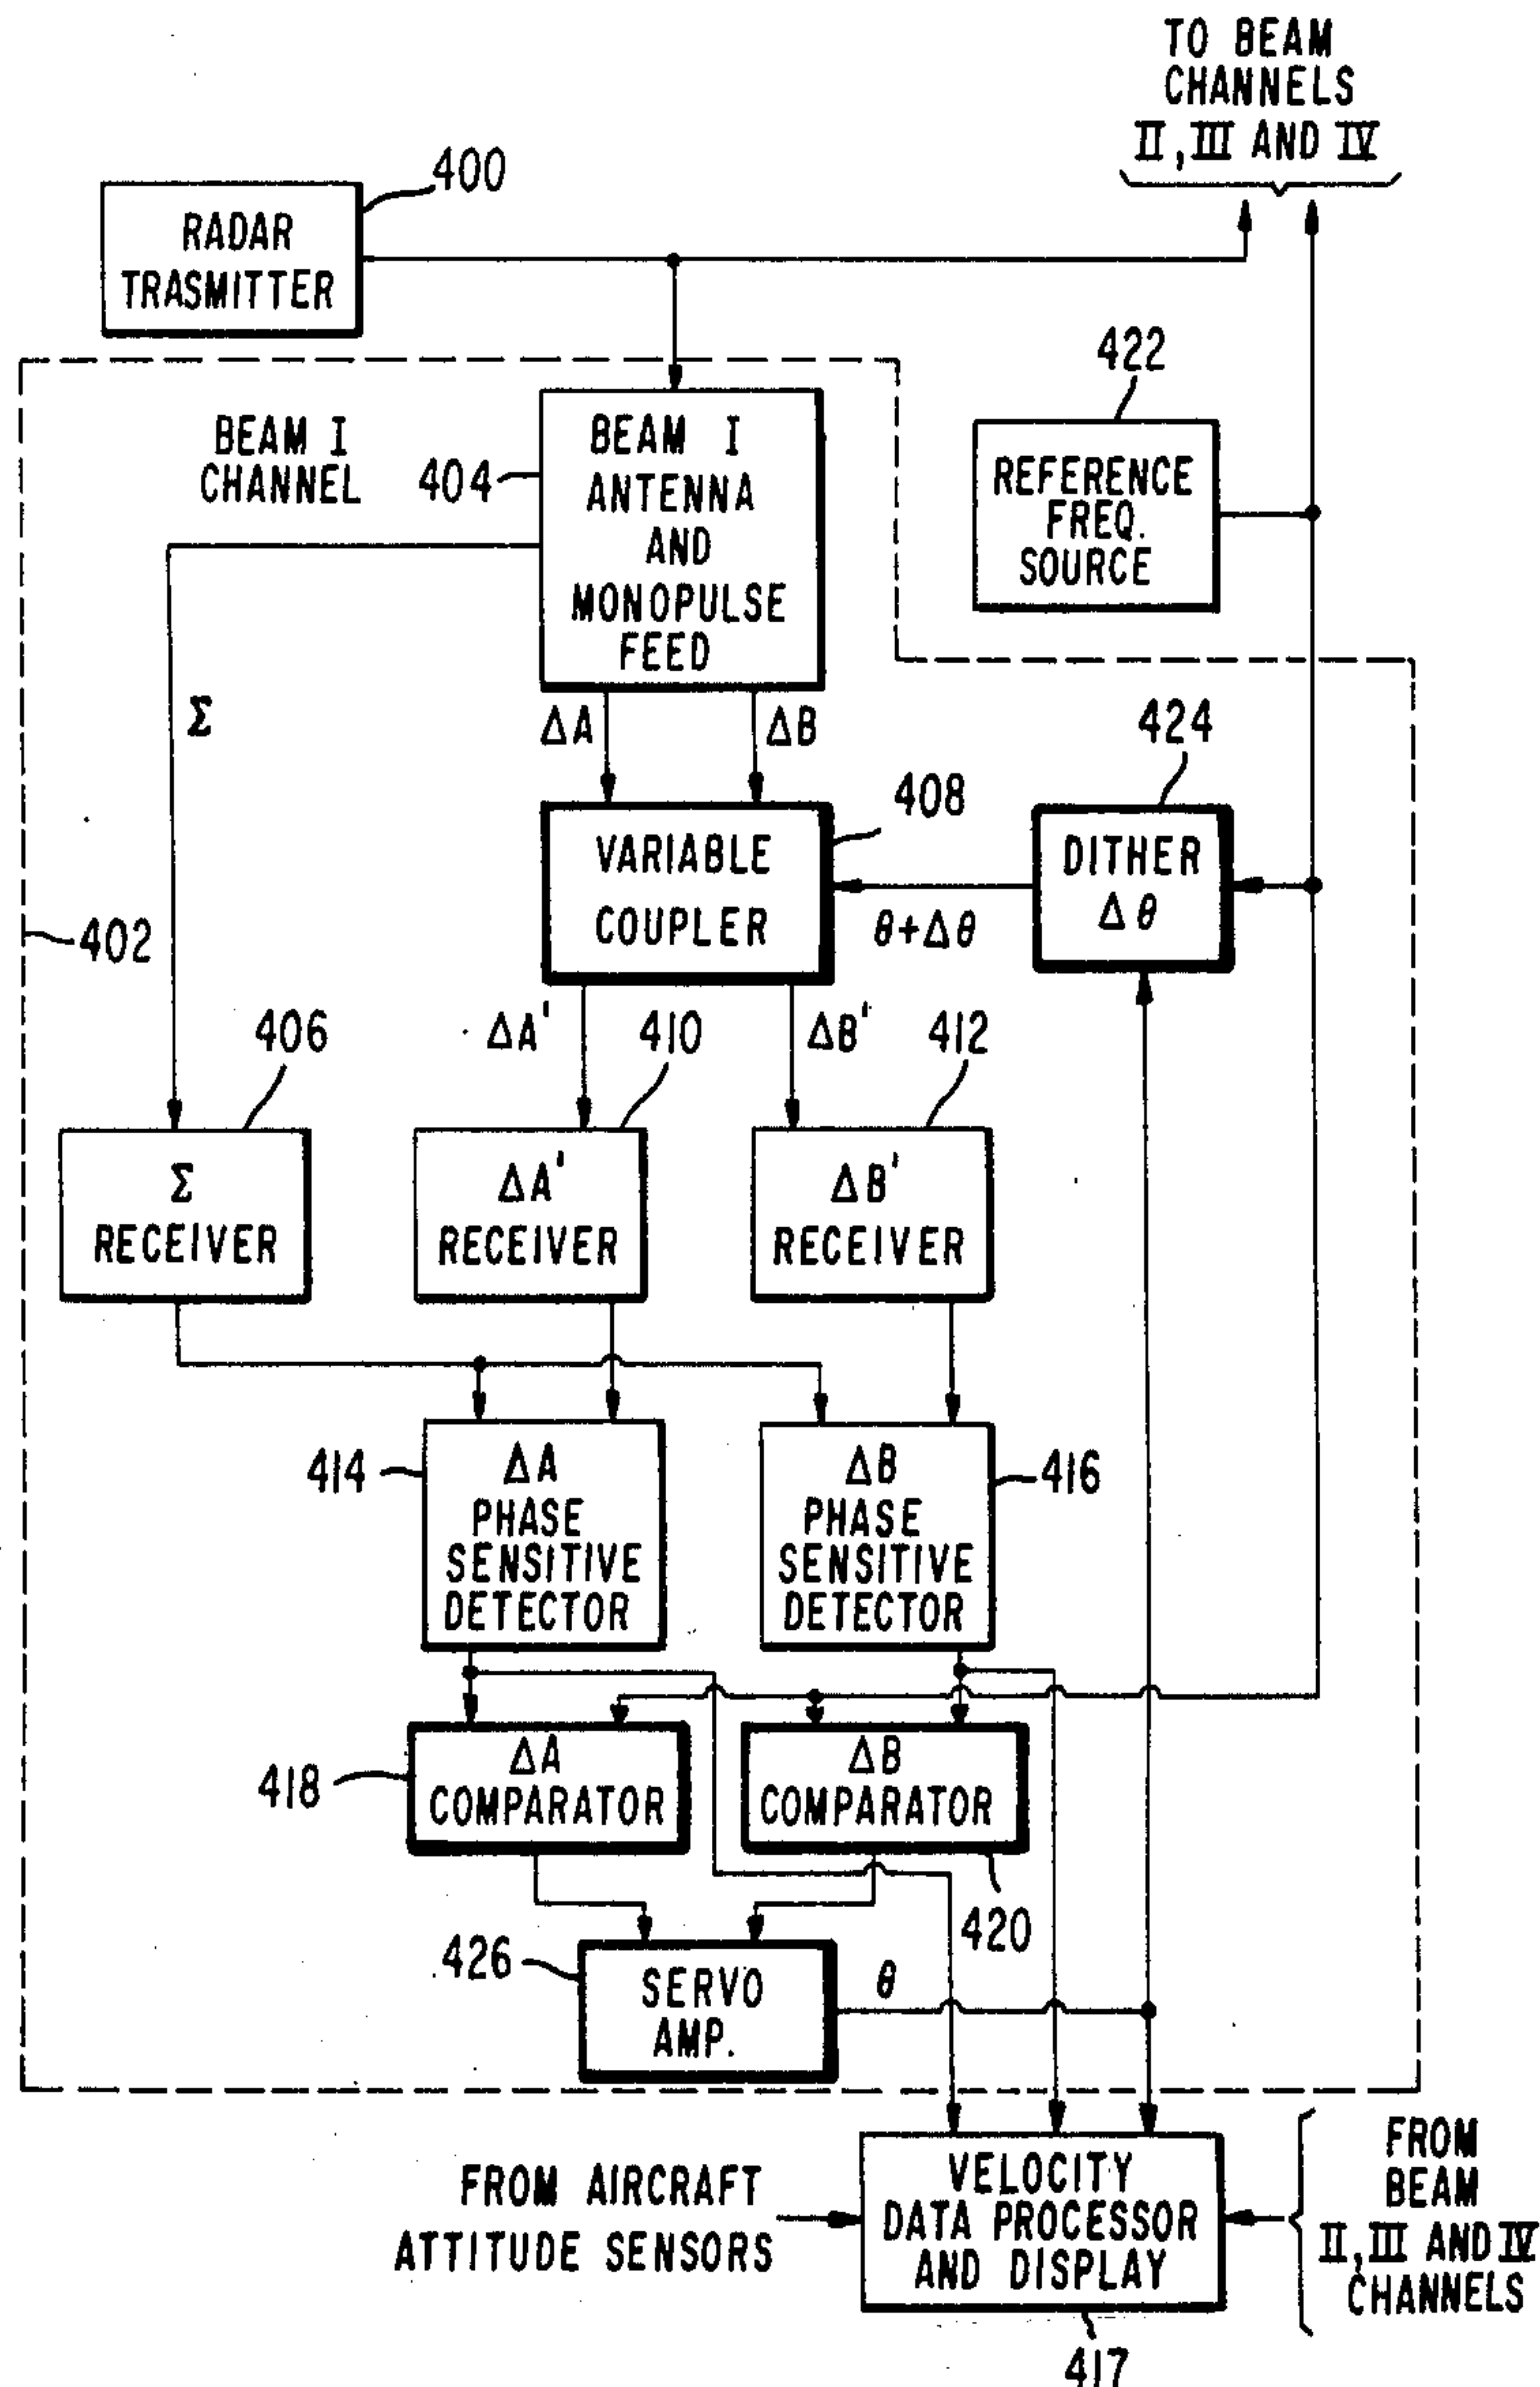 TO BEAM
CHANNELS
II, III AND IV
400
RADAR
TRASMITTER
422
BEAM I
CHANNEL
404
BEAM I
ANTENNA
AND
MONOPULSE
FEED
REFERENCE
FREQ.
SOURCE
Σ
ΔA
ΔB
424
408
VARIABLE
COUPLER
DITHER
Δθ
θ+Δθ
402
406
ΔA'
410
ΔB'
412
Σ
RECEIVER
ΔA'
RECEIVER
ΔB'
RECEIVER
414
ΔA
PHASE
SENSITIVE
DETECTOR
ΔB
PHASE
SENSITIVE
DETECTOR
416
418
ΔA
COMPARATOR
ΔB
COMPARATOR
420
426
SERVO
AMP.
θ
FROM AIRCRAFT
ATTITUDE SENSORS
VELOCITY
DATA PROCESSOR
AND DISPLAY
FROM
BEAM
II, III AND IV
CHANNELS
417